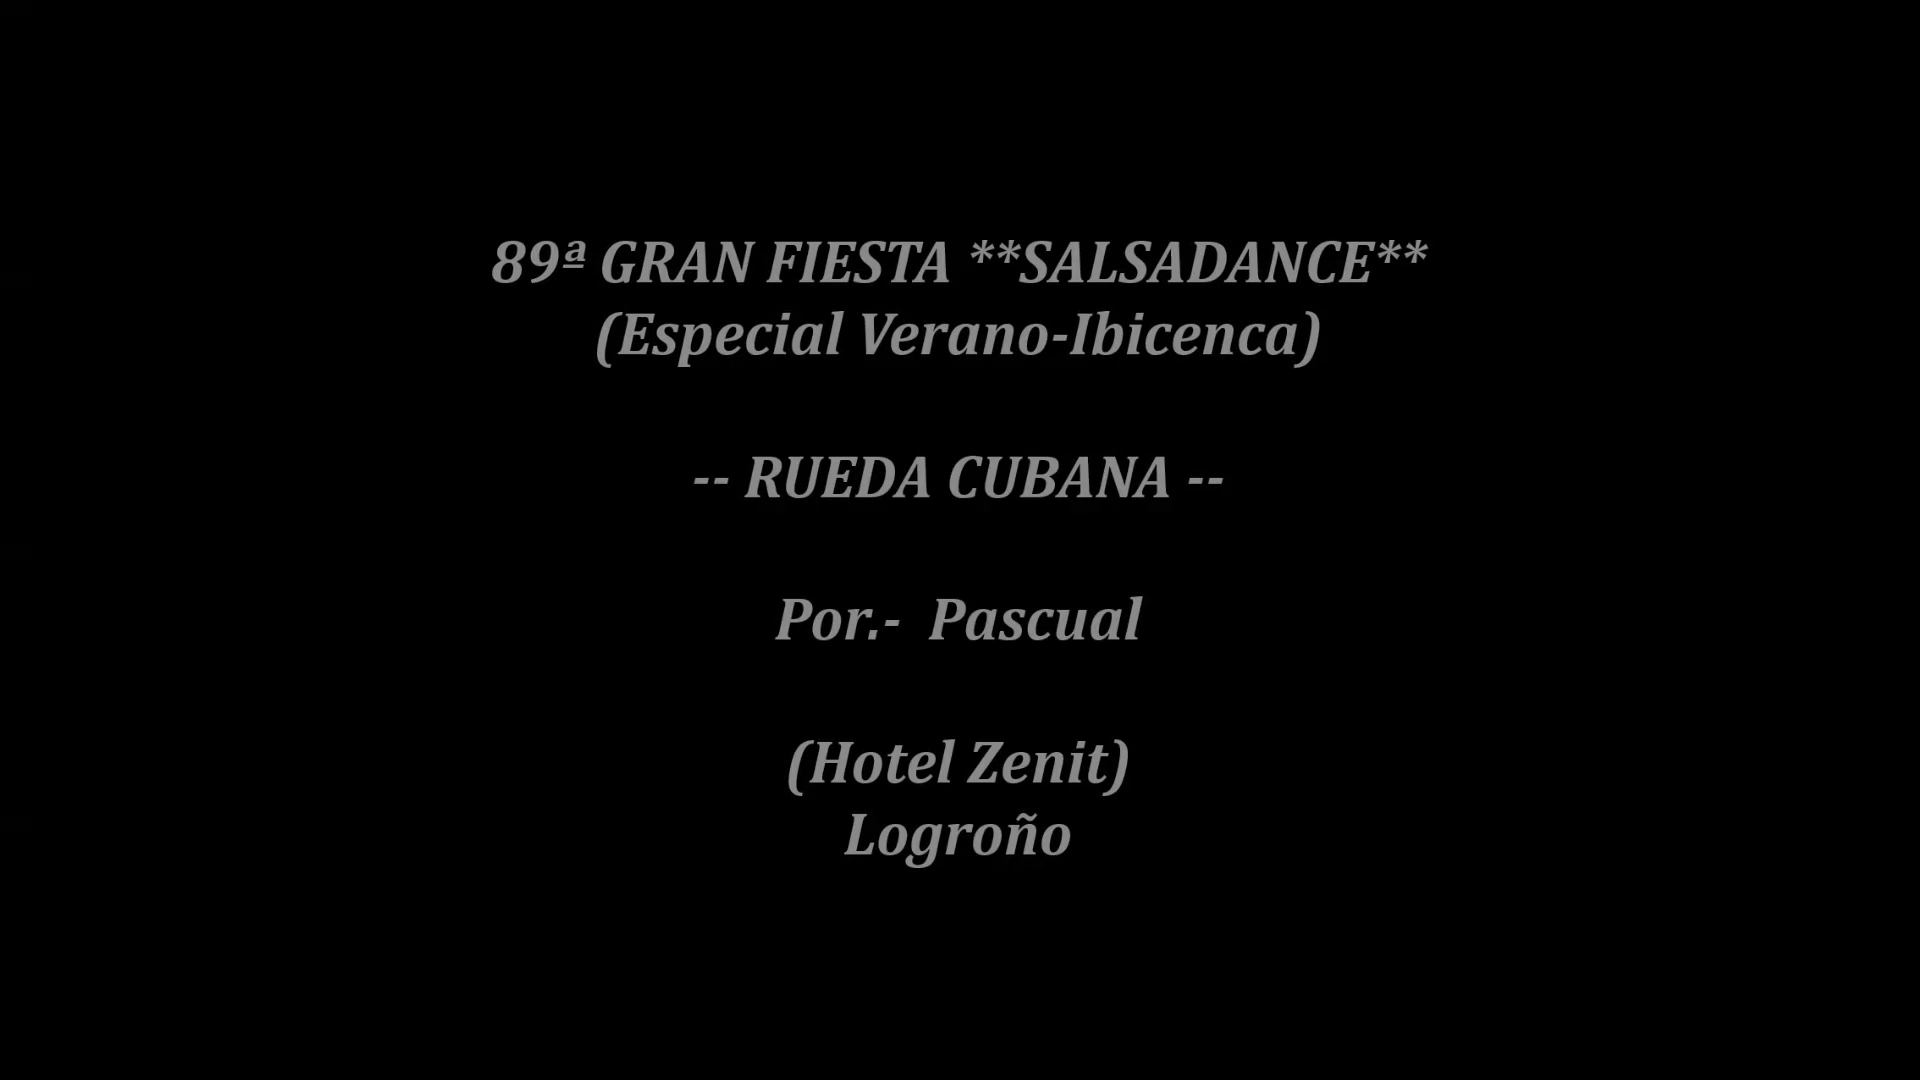 89ª GRAN FIESTA **SALSADANCE**
(Especial Verano-Ibicenca)
-- RUEDA CUBANA --
Por.-  Pascual
(Hotel Zenit)
Logroño